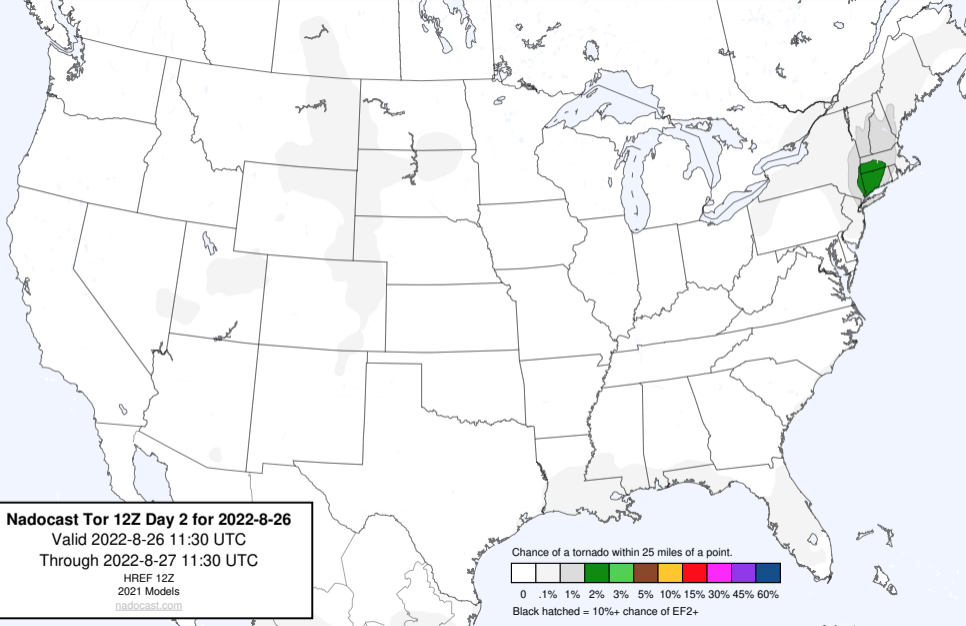 Nadocast Tor 12Z Day 2 for 2022-8-26
Valid 2022-8-26 11:30 UTC
Through 2022-8-27 11:30 UTC
HREF 12Z
2021 Models
nadocast.com
Chance of a tornado within 25 miles of a point.
0 .1% 1% 2% 3% 5% 10% 15% 30% 45% 60%
Black hatched = 10%+ chance of EF2+